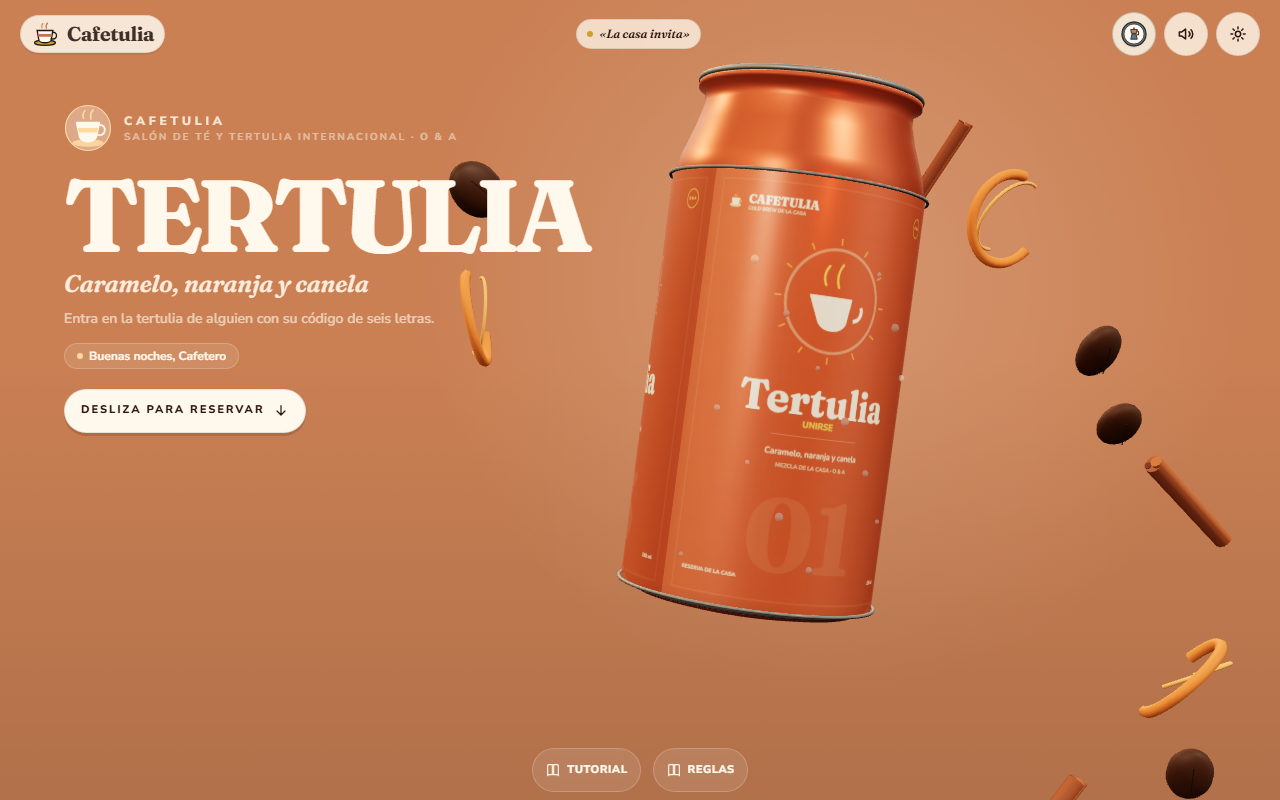 Cafetulia
«La casa invita»
CAFETULIA
SALÓN DE TÉ Y TERTULIA INTERNACIONAL · O & A
TERTULIA
Caramelo, naranja y canela
Entra en la tertulia de alguien con su código de seis letras.
Buenas noches, Cafetero
DESLIZA PARA RESERVAR
CAFETULIA
COLD BREW DE LA CASA
Tertulia
UNIRSE
Caramelo, naranja y canela
MEZCLA DE LA CASA · O & A
01
RESERVA DE LA CASA
ia
TUTORIAL
REGLAS